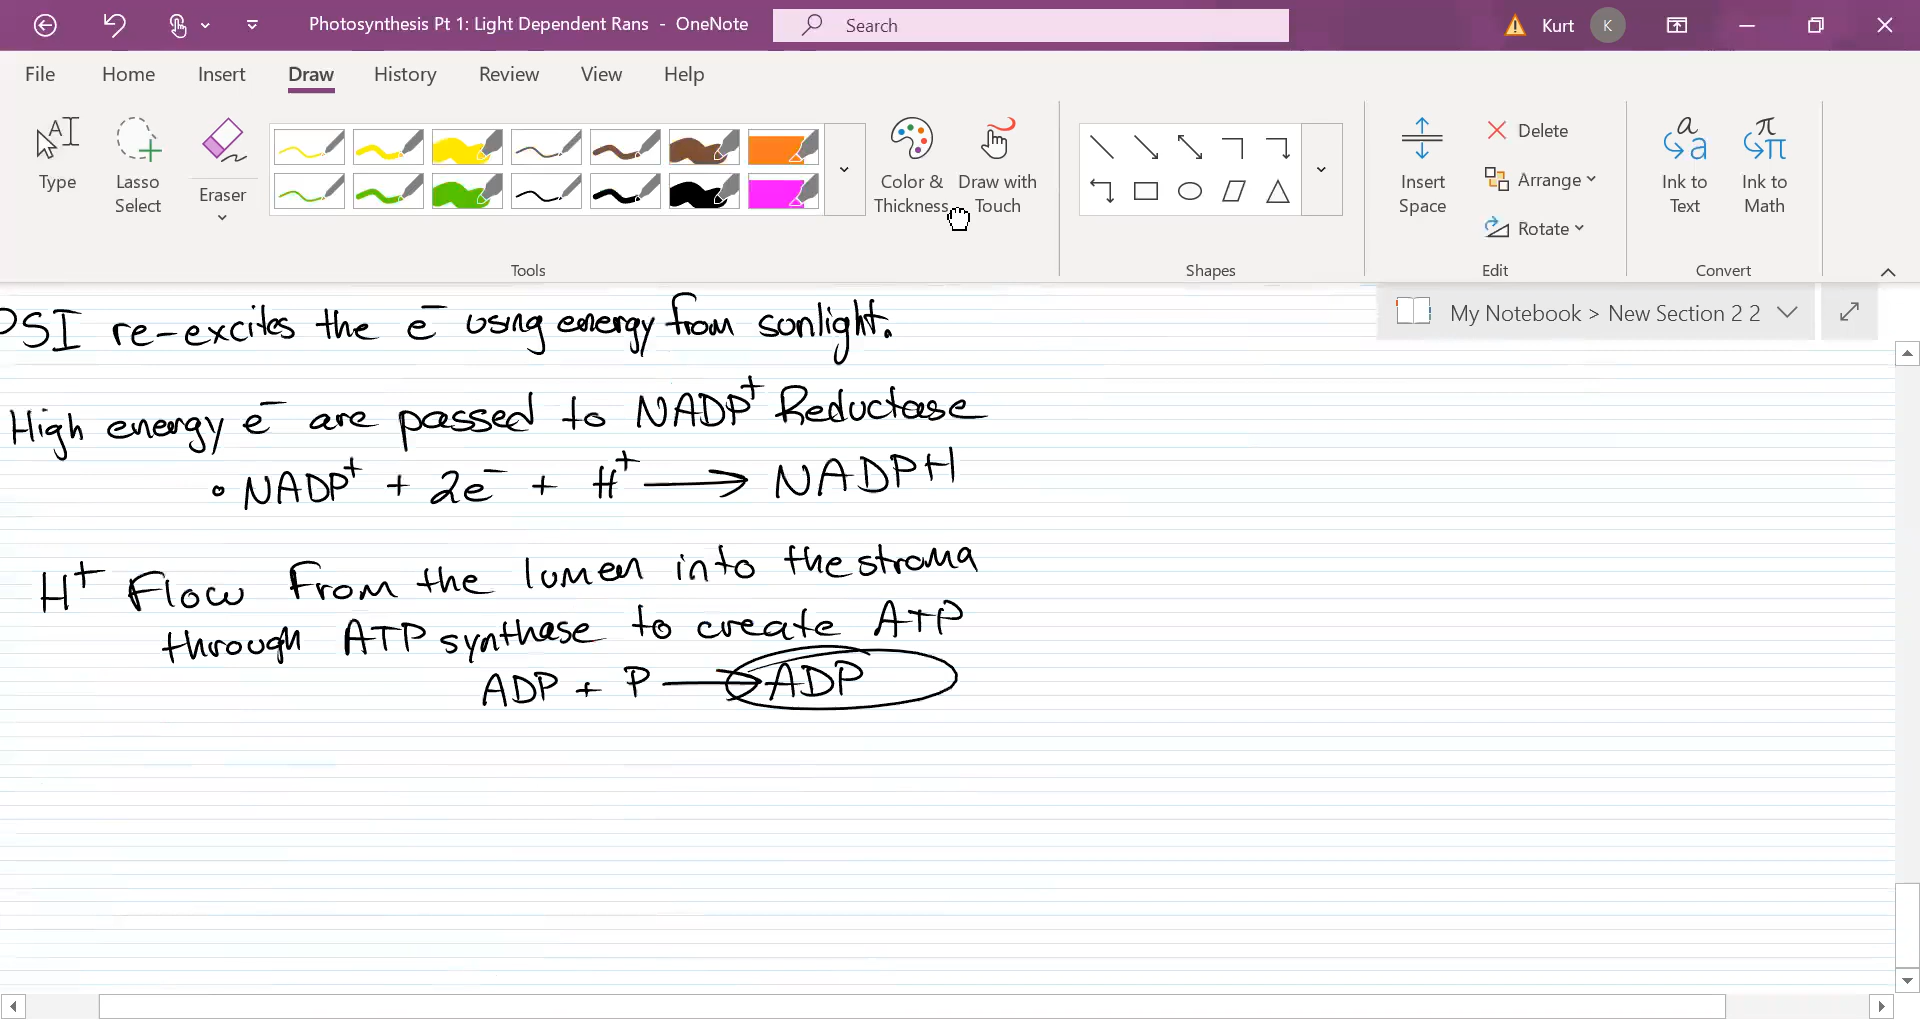 Photosynthesis Pt 1: Light Dependent Rans - OneNote
Search
Kurt
K
File Home Insert Draw History Review View Help
Type
Lasso Select
Eraser
Color & Thickness
Draw with Touch
Insert Space
Delete
Arrange
Rotate
Ink to Text
Ink to Math
Tools
Shapes
Edit
Convert
My Notebook > New Section 2 2
PSI re-excites the e⁻ using energy from sunlight.
High energy e⁻ are passed to NADP⁺ Reductase
• NADP⁺ + 2e⁻ + H⁺ → NADPH
H⁺ Flow From the lumen into the stroma
through ATP synthase to create ATP
ADP + P → ADP